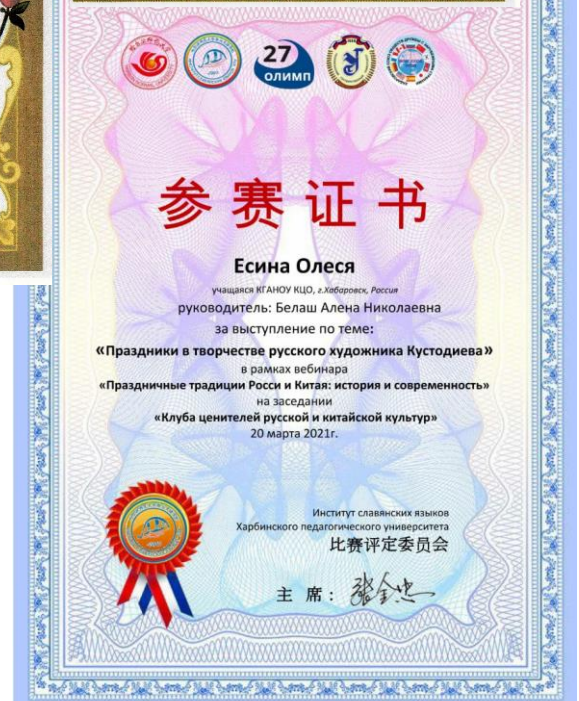 27
ОЛИМП
参赛证书
Есина Олеся
учащаяся КГАНОУ КЦО, г.Хабаровск, Россия
руководитель: Белаш Алена Николаевна
за выступление по теме:
«Праздники в творчестве русского художника Кустодиева»
в рамках вебинара
«Праздничные традиции Росси и Китая: история и современность»
на заседании
«Клуба ценителей русской и китайской культур»
20 марта 2021г.
Институт славянских языков
Харбинского педагогического университета
比赛评定委员会
主 席：